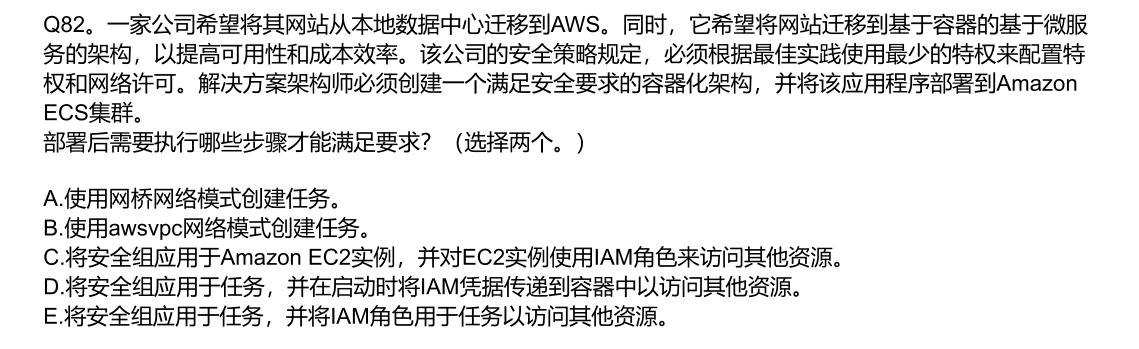 Q82。一家公司希望将其网站从本地数据中心迁移到AWS。同时，它希望将网站迁移到基于容器的基于微服
务的架构，以提高可用性和成本效率。该公司的安全策略规定，必须根据最佳实践使用最少的特权来配置特
权和网络许可。解决方案架构师必须创建一个满足安全要求的容器化架构，并将该应用程序部署到Amazon
ECS集群。
部署后需要执行哪些步骤才能满足要求？（选择两个。）
A.使用网桥网络模式创建任务。
B.使用awsvpc网络模式创建任务。
C.将安全组应用于Amazon EC2实例，并对EC2实例使用IAM角色来访问其他资源。
D.将安全组应用于任务，并在启动时将IAM凭据传递到容器中以访问其他资源。
E.将安全组应用于任务，并将IAM角色用于任务以访问其他资源。